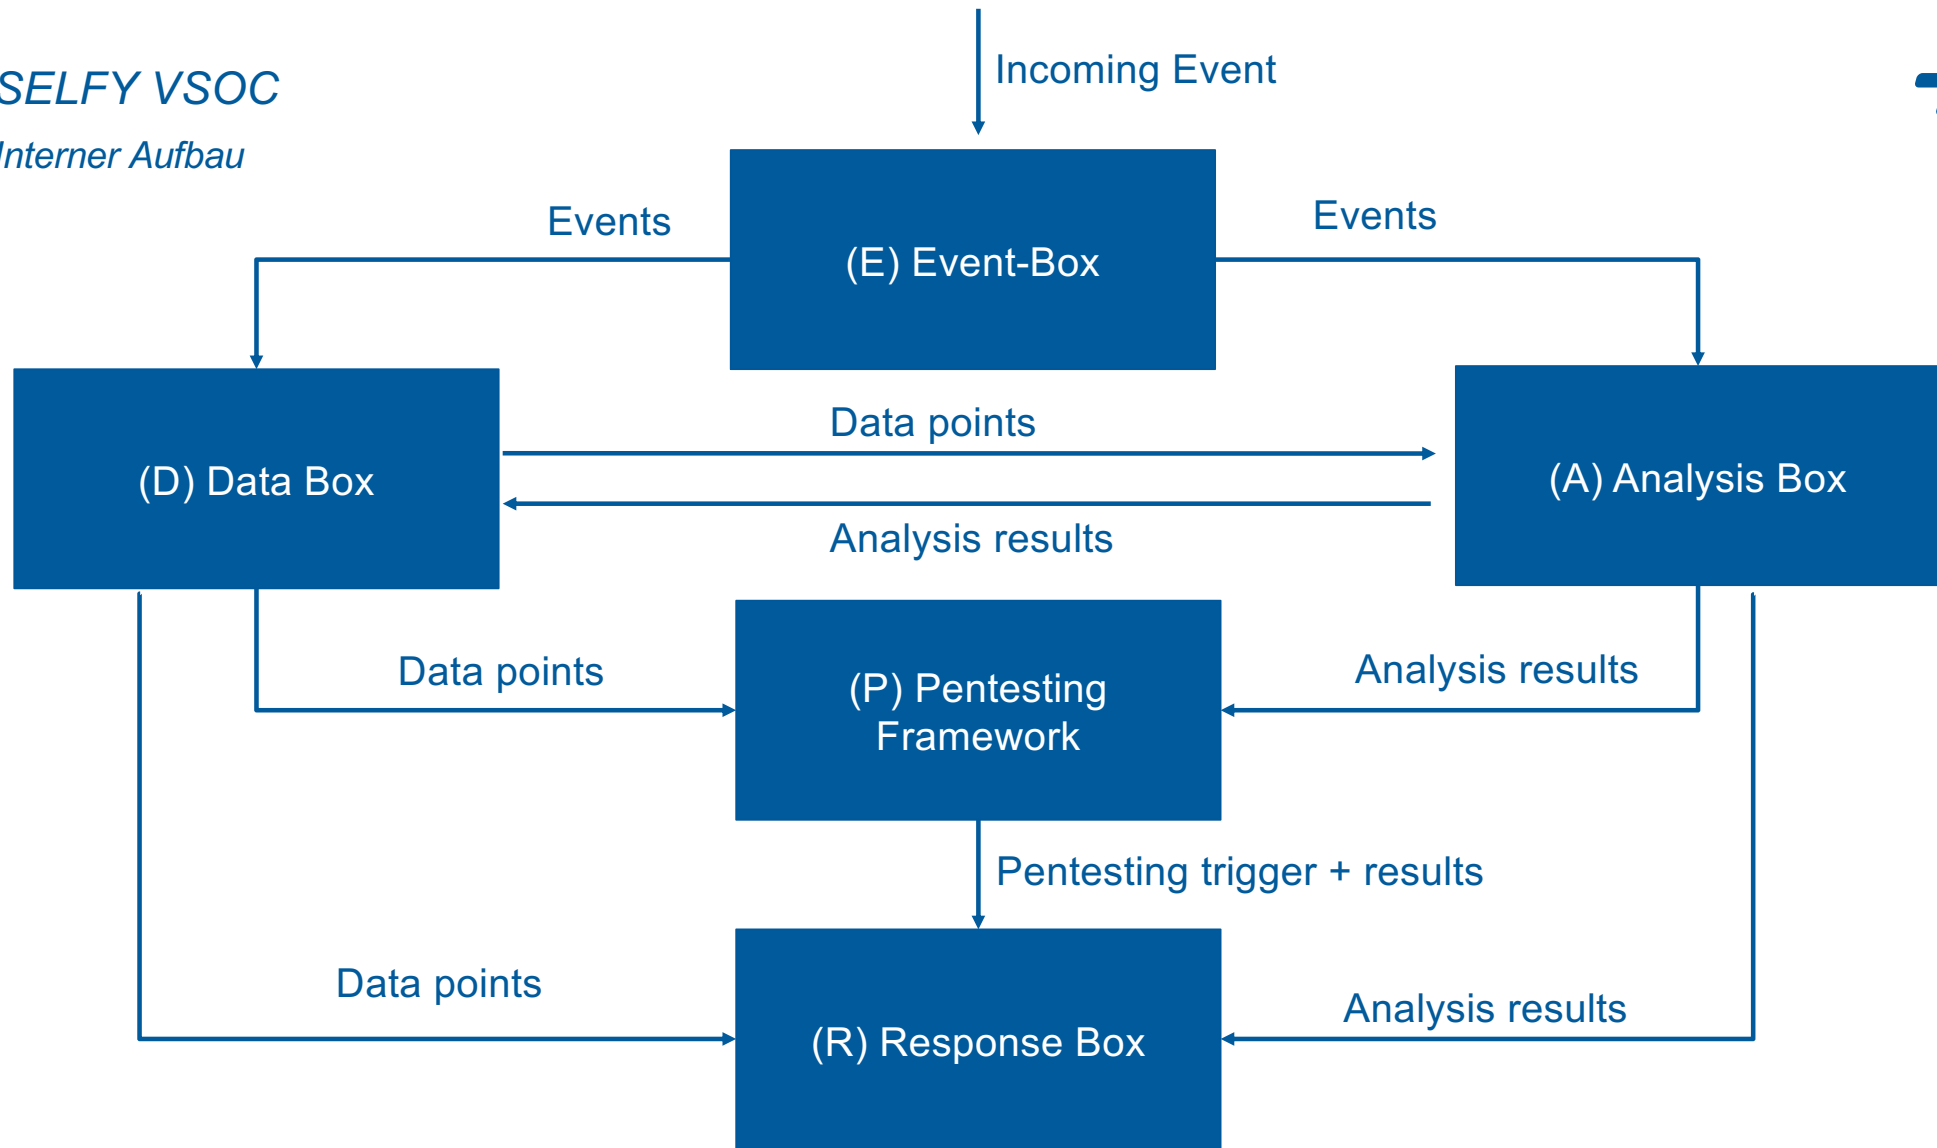 Incoming Event
SELFY VSOC
Interner Aufbau
Events
Events
(E) Event-Box
Data points
(D) Data Box
(A) Analysis Box
Analysis results
Data points
(P) Pentesting
Framework
Analysis results
Pentesting trigger + results
Data points
Analysis results
(R) Response Box